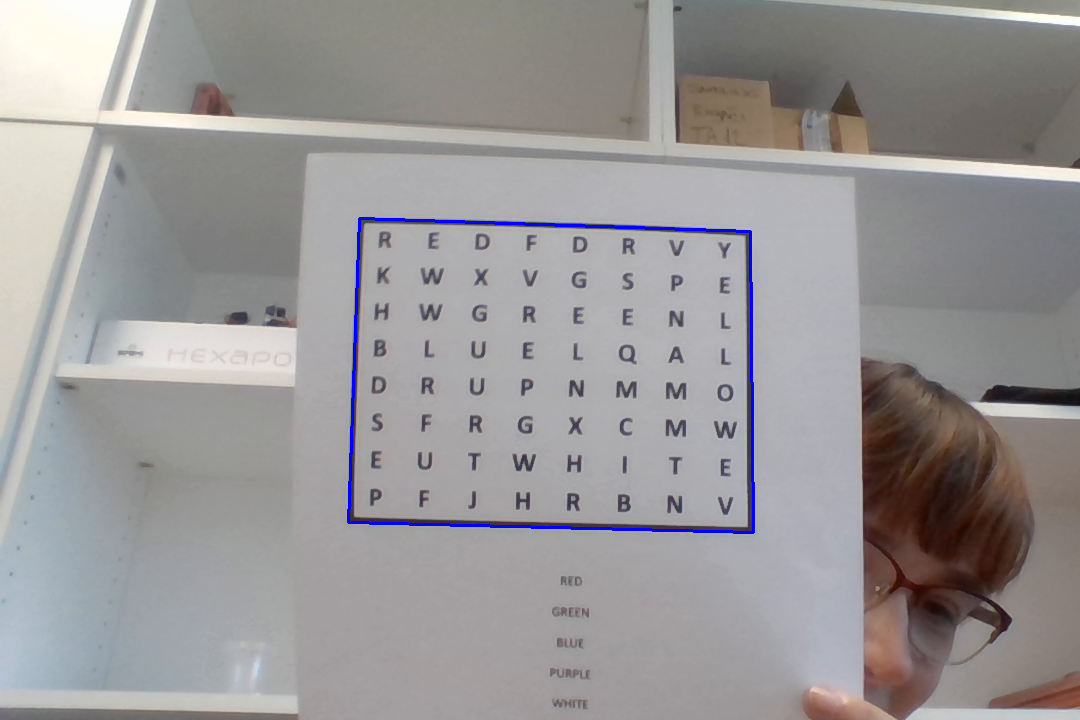 TAIL
HEXAPO
R E D F D R V Y
K W X V G S P E
H W G R E E N L
B L U E L Q A L
D R U P N M M O
S F R G X C M W
E U T W H I T E
P F J H R B N V
RED
GREEN
BLUE
PURPLE
WHITE